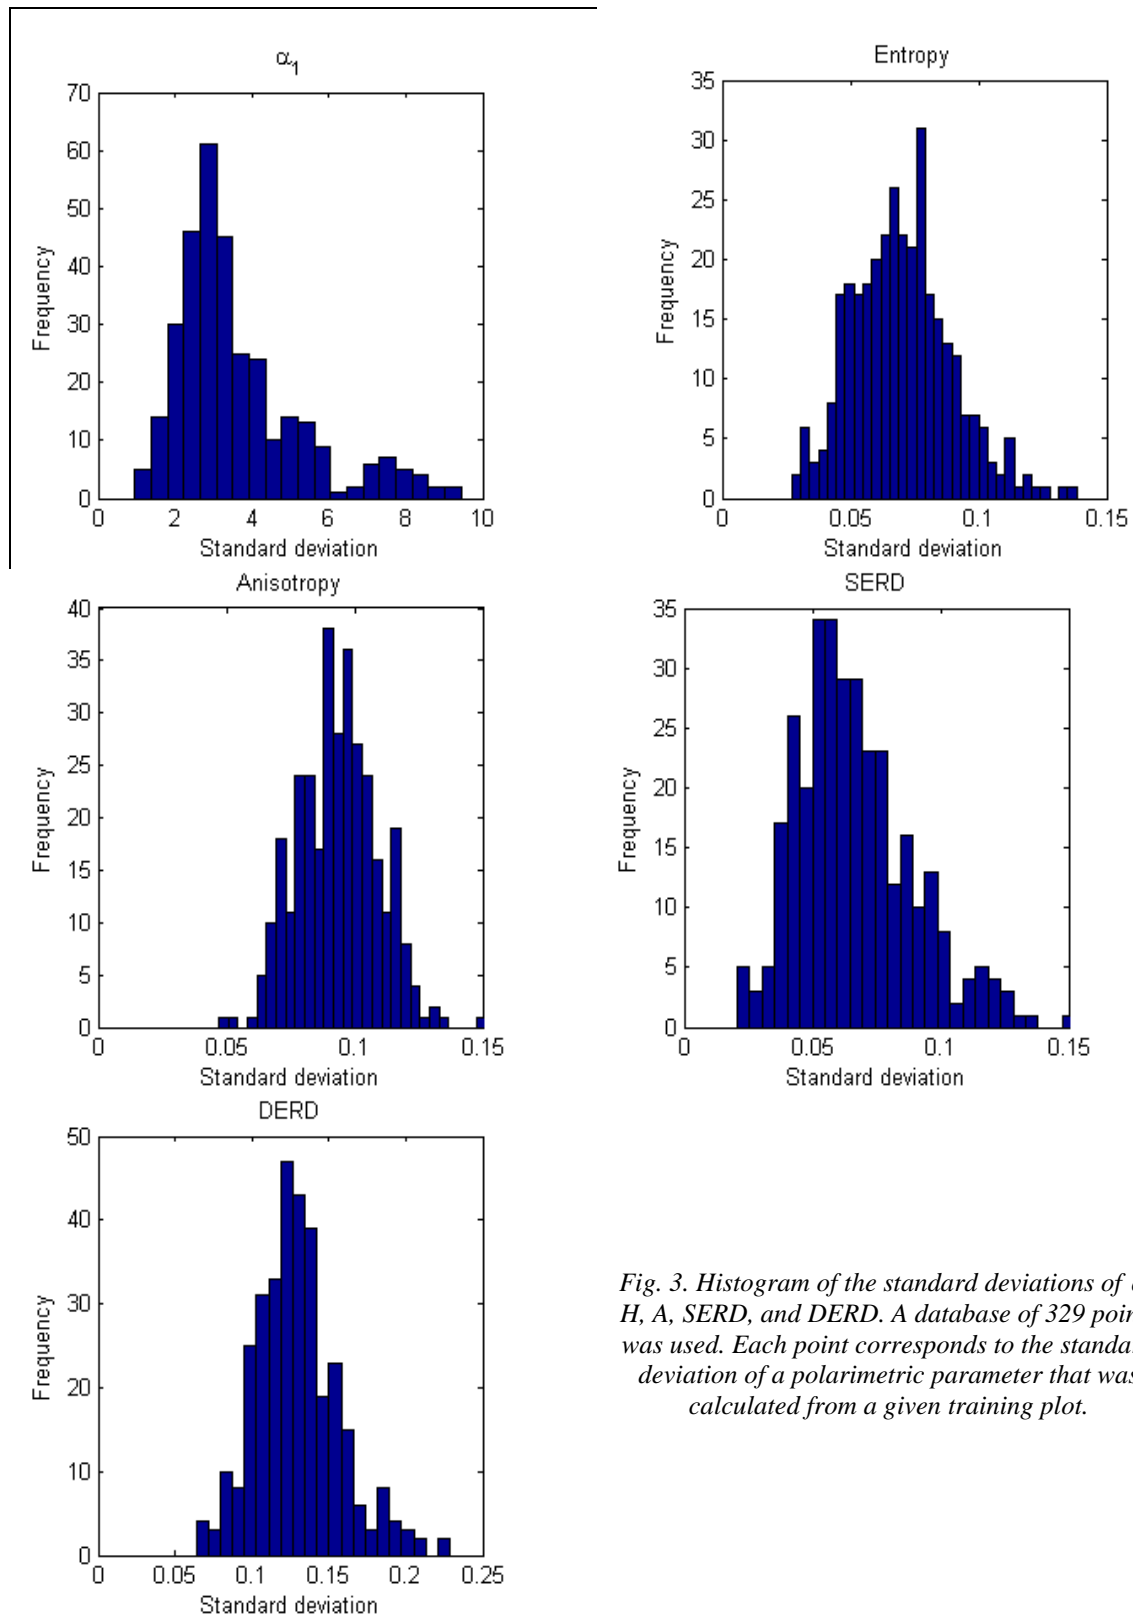 α1
70
60
50
40
30
20
10
0
0 2 4 6 8 10
Frequency
Standard deviation
Entropy
35
30
25
20
15
10
5
0
0 0.05 0.1 0.15
Frequency
Standard deviation
Anisotropy
40
35
30
25
20
15
10
5
0
0 0.05 0.1 0.15
Frequency
Standard deviation
SERD
35
30
25
20
15
10
5
0
0 0.05 0.1 0.15
Frequency
Standard deviation
DERD
50
40
30
20
10
0
0 0.05 0.1 0.15 0.2 0.25
Frequency
Standard deviation
Fig. 3. Histogram of the standard deviations of
H, A, SERD, and DERD. A database of 329 poin
was used. Each point corresponds to the standa
deviation of a polarimetric parameter that was
calculated from a given training plot.